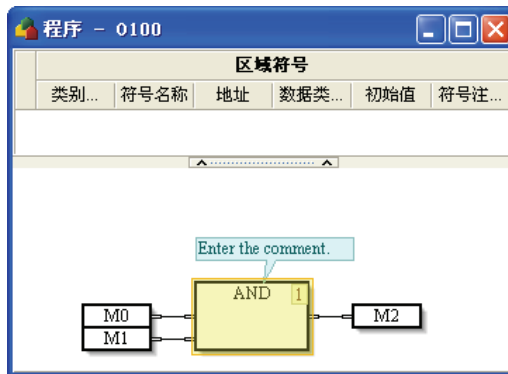 程序 - 0100
区域符号
类别... 符号名称 地址 数据类... 初始值 符号注...
Enter the comment.
AND 1
M0
M1
M2